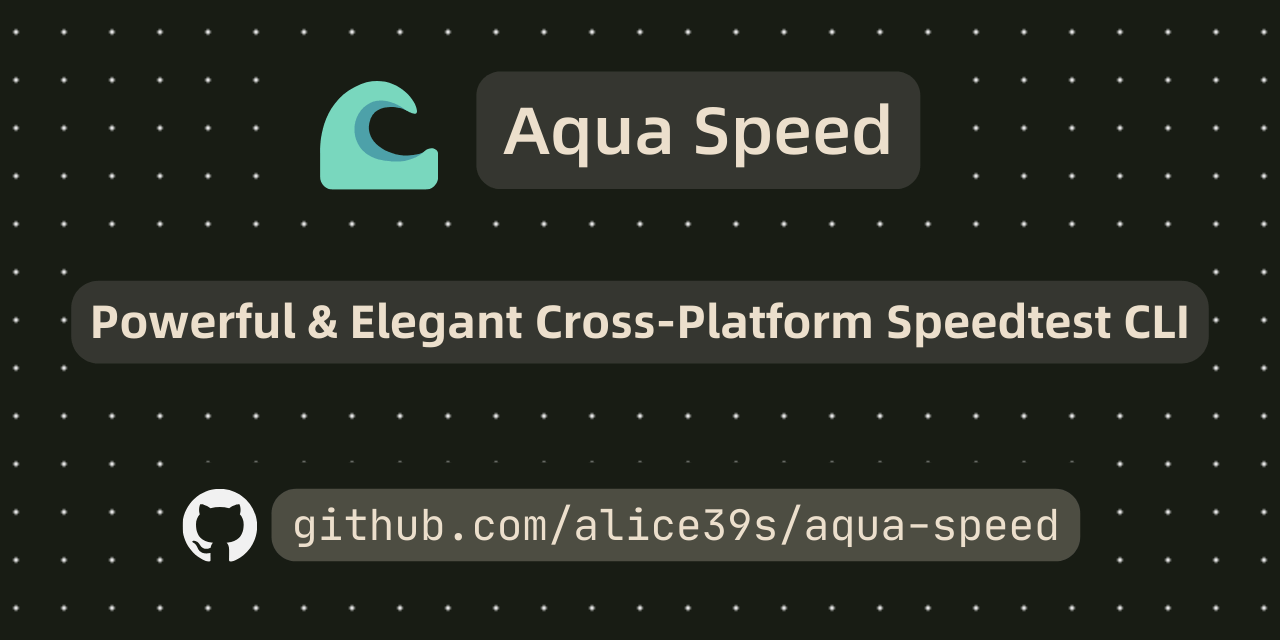 Aqua Speed
Powerful & Elegant Cross-Platform Speedtest CLI
github.com/alice39s/aqua-speed